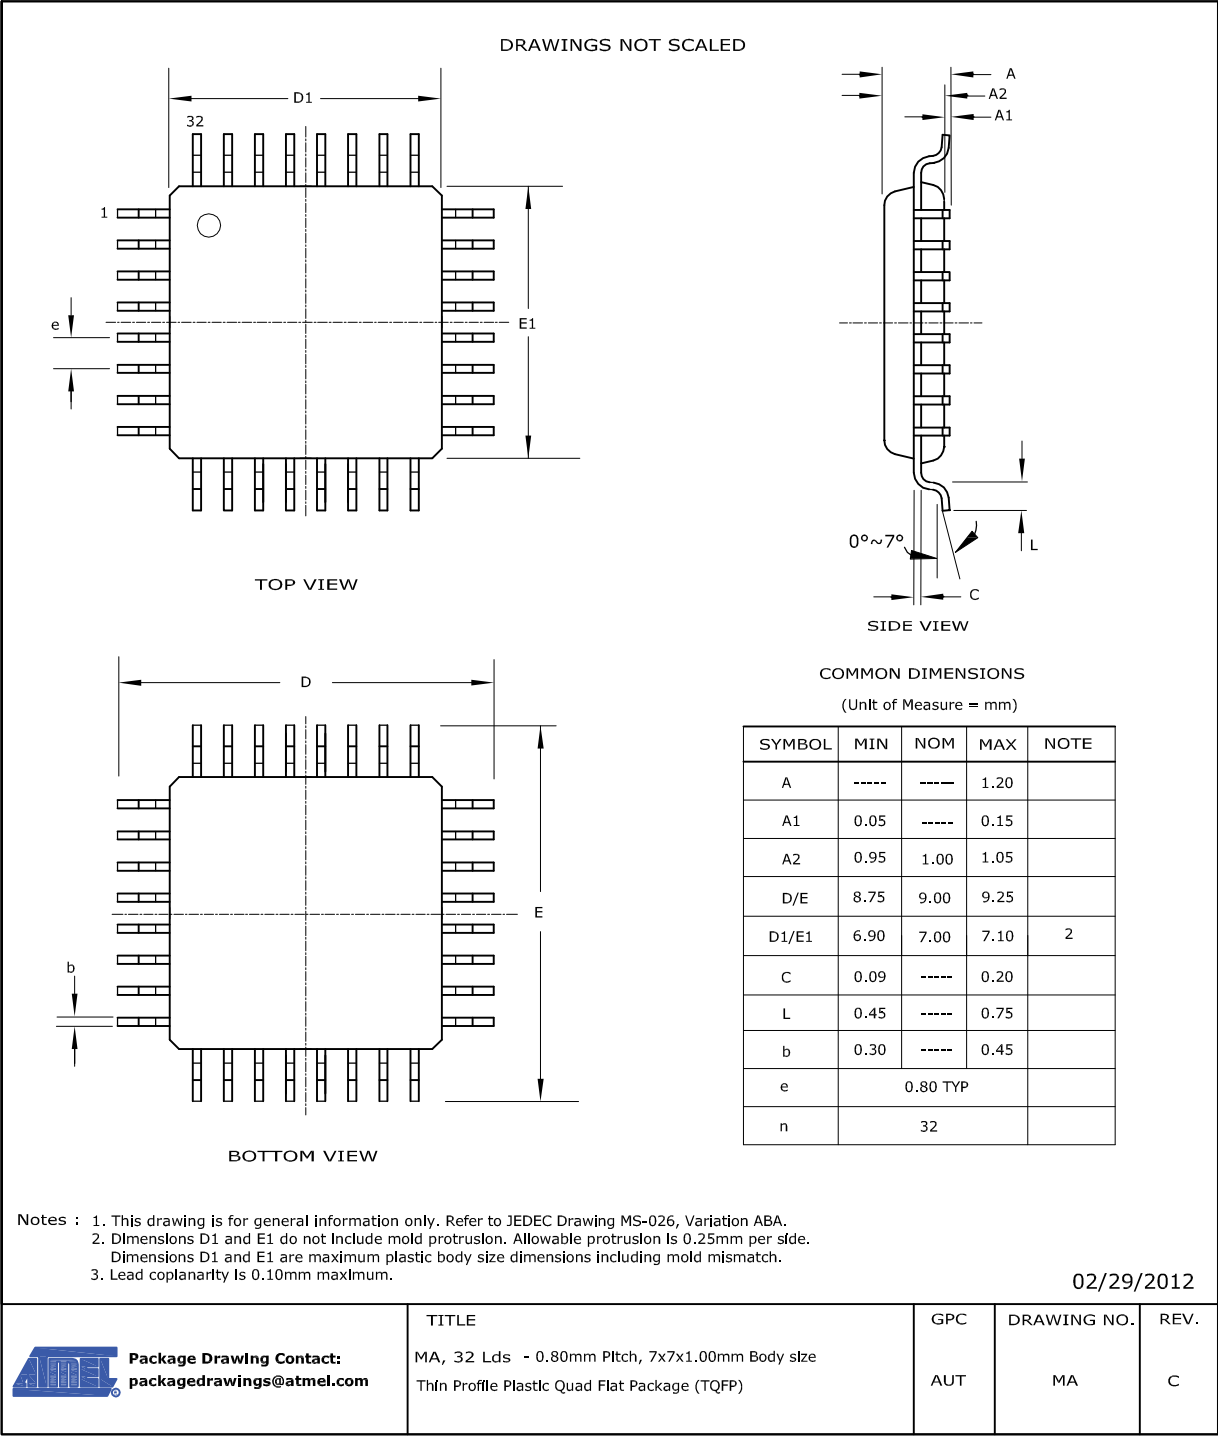 DRAWINGS NOT SCALED
D1
32
1
e
E1
TOP VIEW
A
A2
A1
0°~7°
L
C
SIDE VIEW
D
E
b
BOTTOM VIEW
COMMON DIMENSIONS
(Unit of Measure = mm)
SYMBOL MIN NOM MAX NOTE
A ----- ----- 1.20
A1 0.05 ----- 0.15
A2 0.95 1.00 1.05
D/E 8.75 9.00 9.25
D1/E1 6.90 7.00 7.10 2
C 0.09 ----- 0.20
L 0.45 ----- 0.75
b 0.30 ----- 0.45
e 0.80 TYP
n 32
Notes : 1. This drawing is for general information only. Refer to JEDEC Drawing MS-026, Variation ABA.
2. Dimensions D1 and E1 do not include mold protrusion. Allowable protrusion is 0.25mm per side.
Dimensions D1 and E1 are maximum plastic body size dimensions including mold mismatch.
3. Lead coplanarity is 0.10mm maximum.
02/29/2012
ATMEL ®
Package Drawing Contact:
packagedrawings@atmel.com
TITLE
MA, 32 Lds - 0.80mm Pitch, 7x7x1.00mm Body size
Thin Profile Plastic Quad Flat Package (TQFP)
GPC
AUT
DRAWING NO.
MA
REV.
C